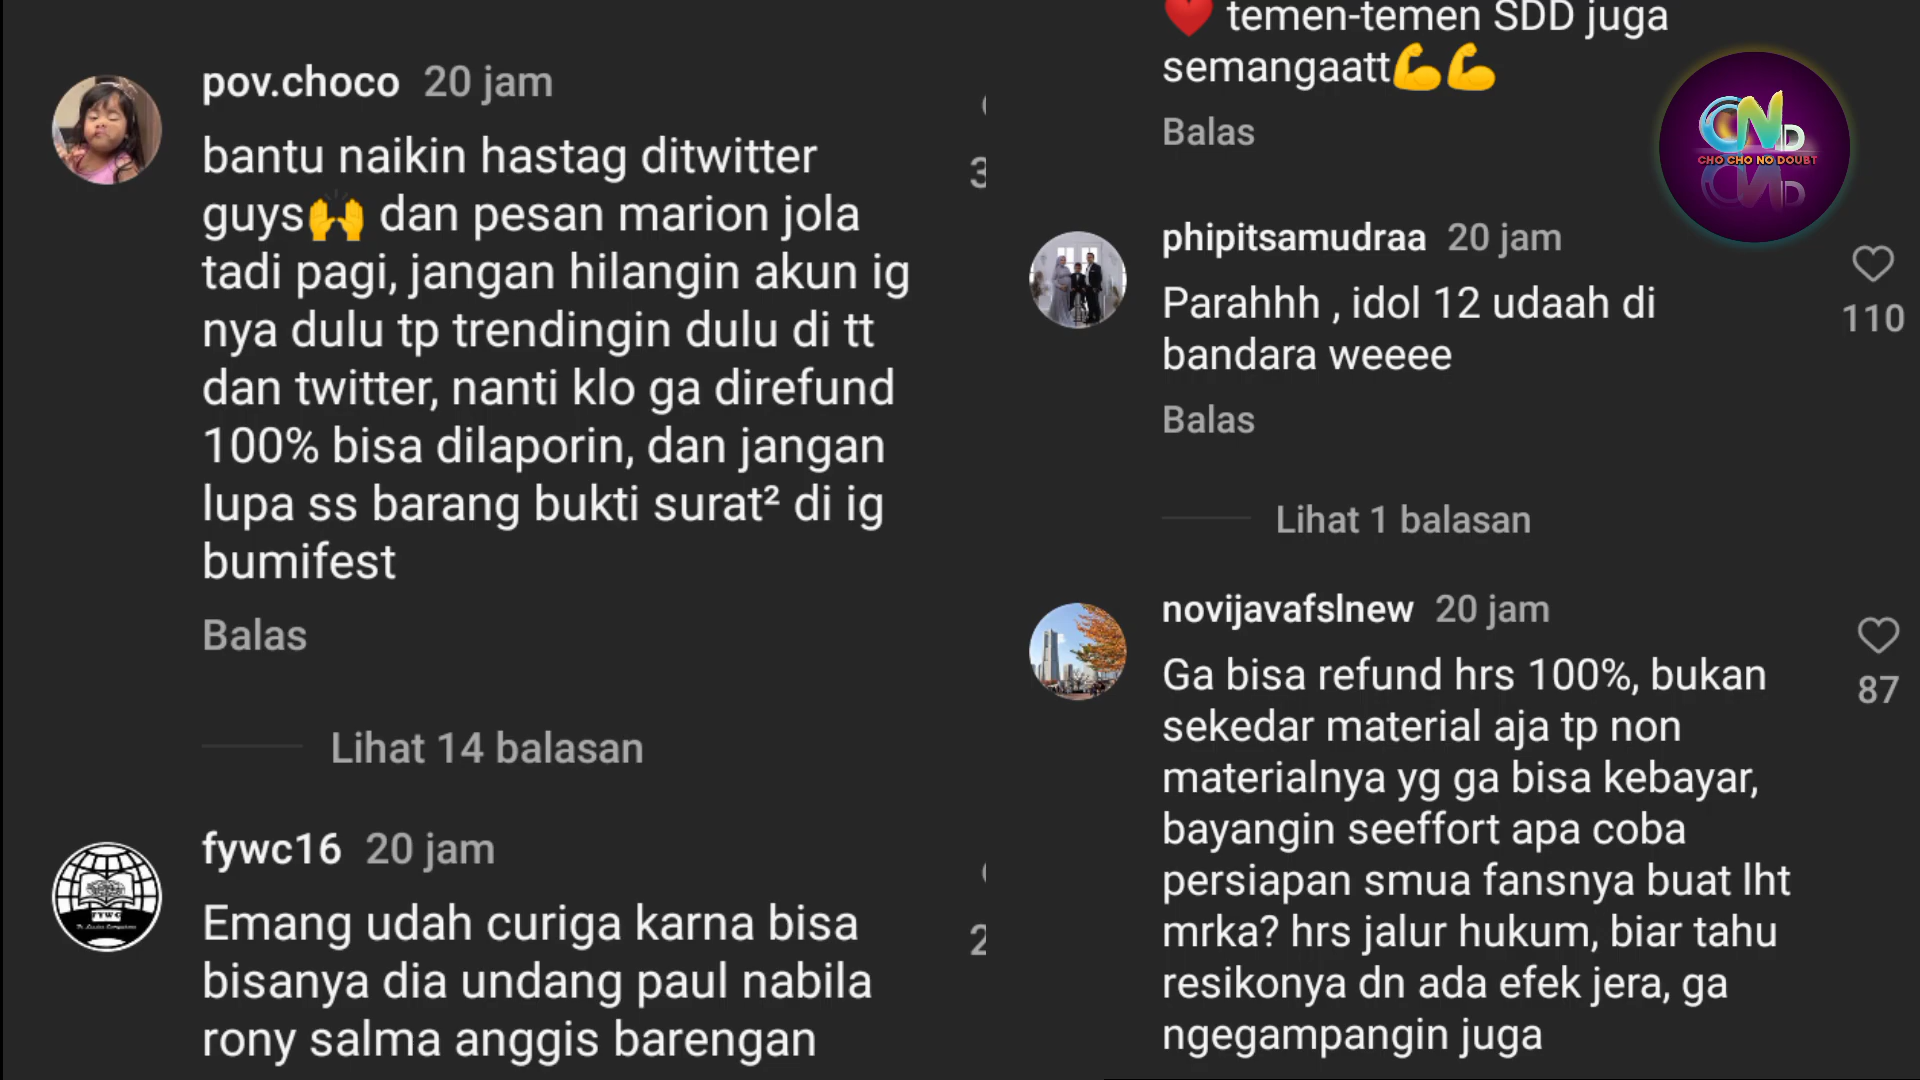 pov.choco 20 jam
bantu naikin hastag ditwitter
guys🙌 dan pesan marion jola
tadi pagi, jangan hilangin akun ig
nya dulu tp trendingin dulu di tt
dan twitter, nanti klo ga direfund
100% bisa dilaporin, dan jangan
lupa ss barang bukti surat² di ig
bumifest
Balas
Lihat 14 balasan
fywc16 20 jam
Emang udah curiga karna bisa
bisanya dia undang paul nabila
rony salma anggis barengan
FYWC
❤️ temen-temen SDD juga
semangaatt💪💪
Balas
CND
CHO CHO NO DOUBT
phipitsamudraa 20 jam
Parahhh , idol 12 udaah di
bandara weeee
110
Balas
Lihat 1 balasan
novijavafslnew 20 jam
Ga bisa refund hrs 100%, bukan
87
sekedar material aja tp non
materialnya yg ga bisa kebayar,
bayangin seeffort apa coba
persiapan smua fansnya buat lht
mrka? hrs jalur hukum, biar tahu
resikonya dn ada efek jera, ga
ngegampangin juga